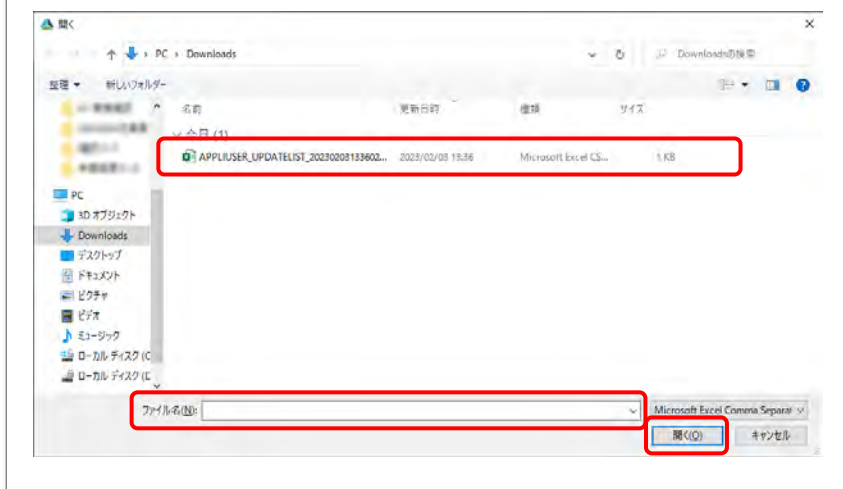 開く
PC › Downloads
Downloadsの検索
整理 新しいフォルダー
名前 更新日時 種類 サイズ
今日 (1)
APPLIUSER_UPDATELIST_20230203133602... 2023/02/03 13:36 Microsoft Excel CS... 1 KB
PC
3D オブジェクト
Downloads
デスクトップ
ドキュメント
ピクチャ
ビデオ
ミュージック
ローカル ディスク (C
ローカル ディスク (
ファイル名(N): Microsoft Excel Comma Separat
開く(O) キャンセル